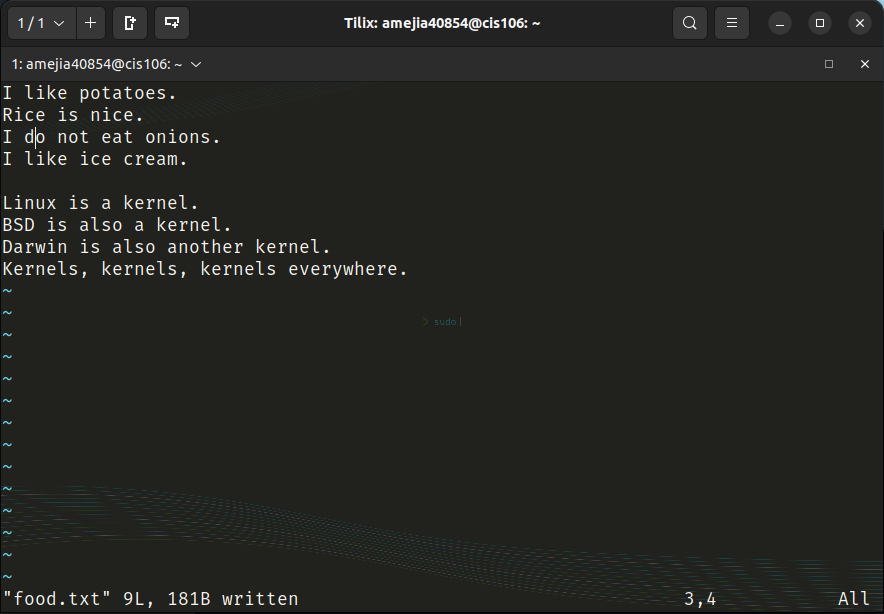 1 / 1
Tilix: amejia40854@cis106: ~
1: amejia40854@cis106: ~
I like potatoes.
Rice is nice.
I do not eat onions.
I like ice cream.

Linux is a kernel.
BSD is also a kernel.
Darwin is also another kernel.
Kernels, kernels, kernels everywhere.
~
~
> sudo
~
~
~
~
~
~
~
~
~
~
~
~
"food.txt" 9L, 181B written 3,4 All